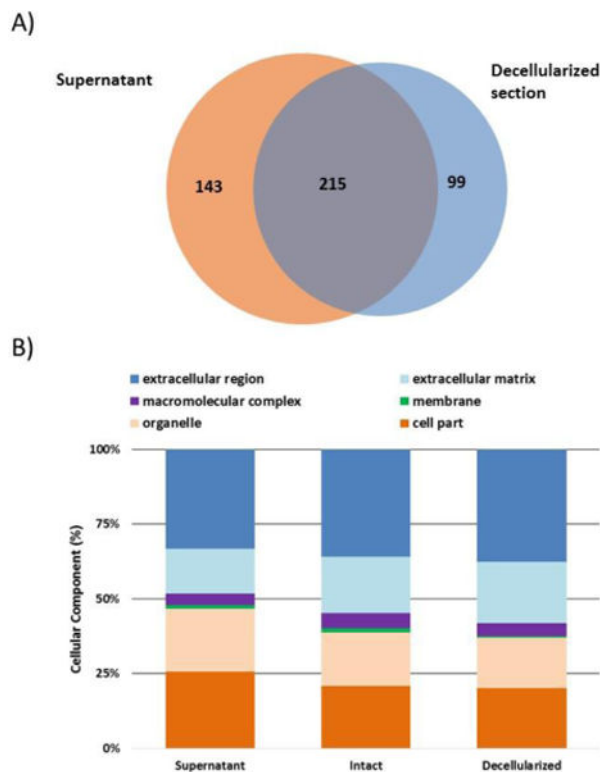 A)
Supernatant
Decellularized
section
143
215
99
B)
extracellular region
extracellular matrix
macromolecular complex
membrane
organelle
cell part
100%
75%
50%
25%
0%
Cellular Component (%)
Supernatant
Intact
Decellularized